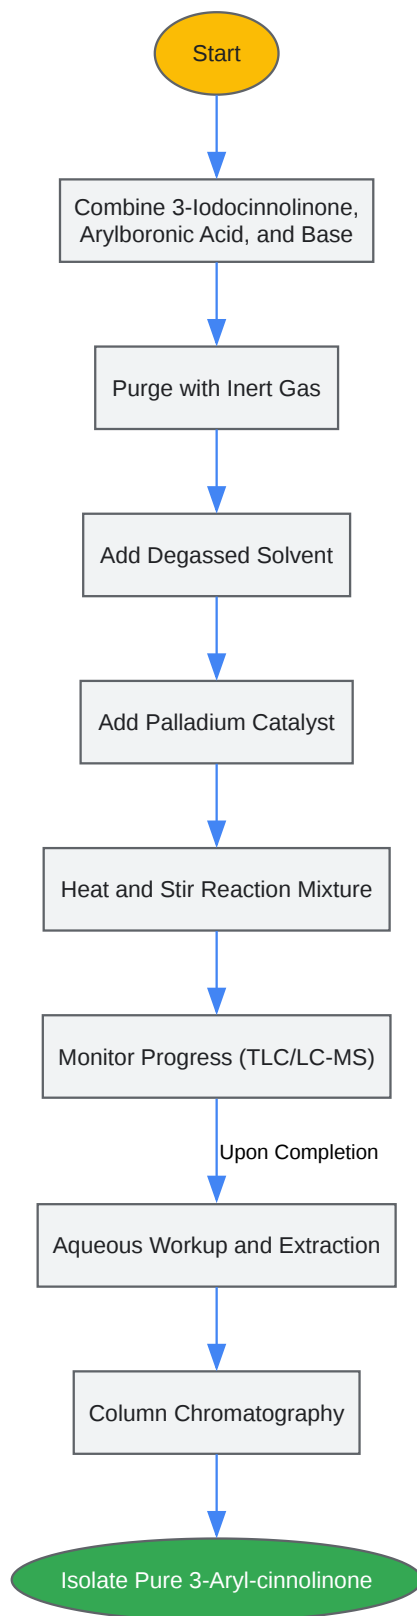 Start
Combine 3-Iodocinnolinone,
Arylboronic Acid, and Base
Purge with Inert Gas
Add Degassed Solvent
Add Palladium Catalyst
Heat and Stir Reaction Mixture
Monitor Progress (TLC/LC-MS)
Upon Completion
Aqueous Workup and Extraction
Column Chromatography
Isolate Pure 3-Aryl-cinnolinone